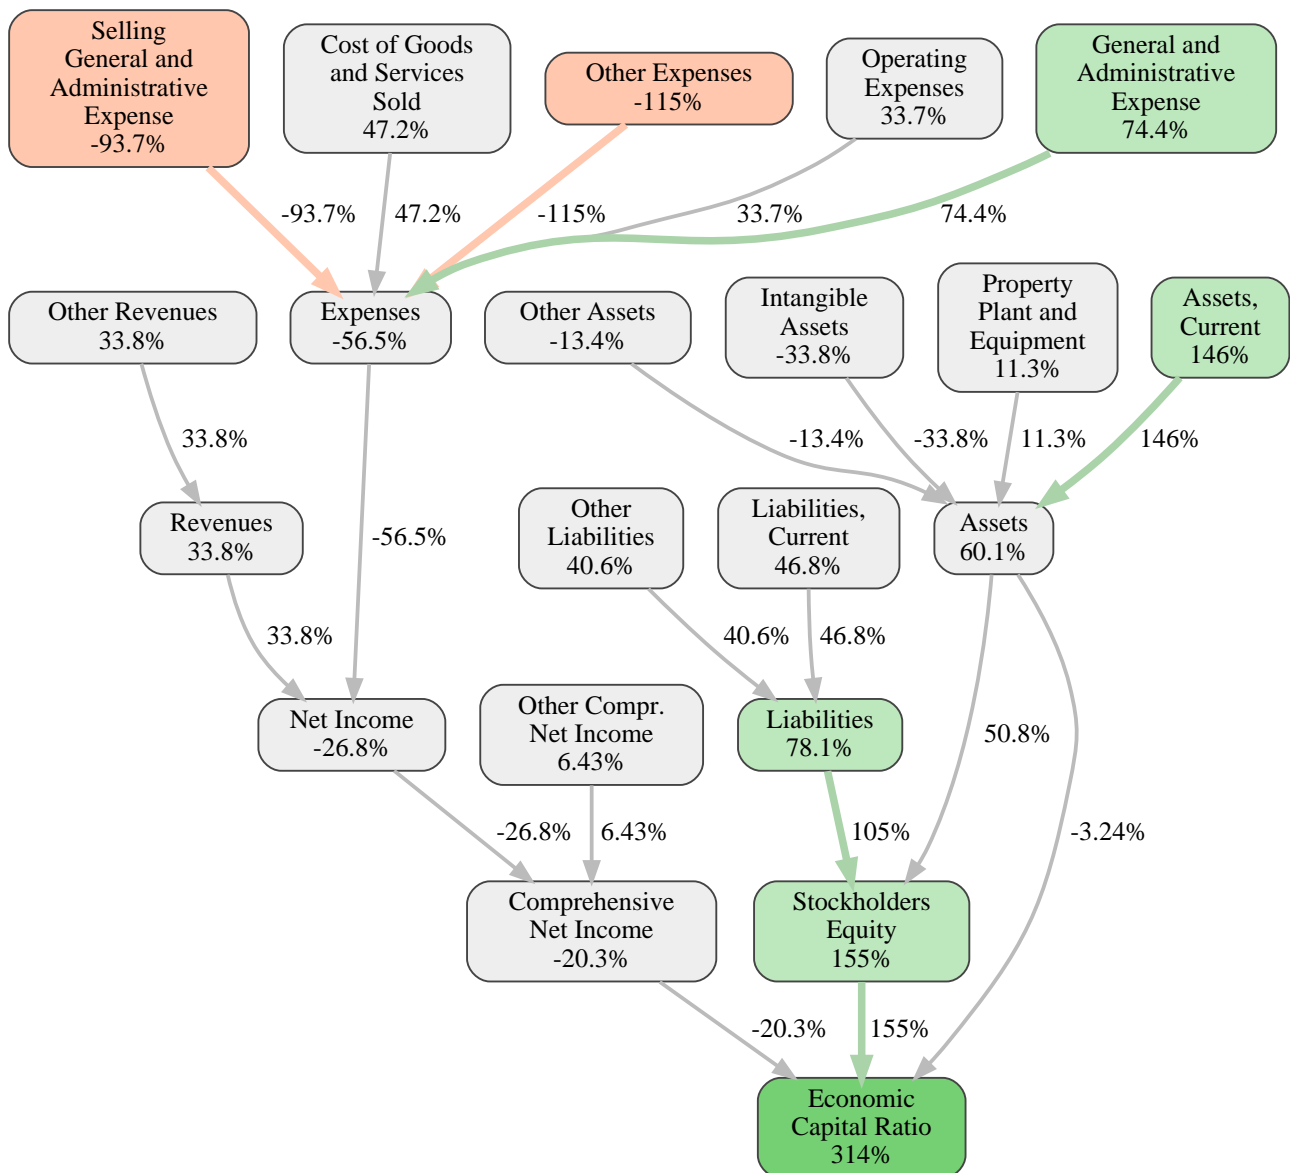 Selling
General and
Administrative
Expense
-93.7%
Cost of Goods
and Services
Sold
47.2%
Other Expenses
-115%
Operating
Expenses
33.7%
General and
Administrative
Expense
74.4%
-93.7%
47.2%
-115%
33.7%
74.4%
Other Revenues
33.8%
Expenses
-56.5%
Other Assets
-13.4%
Intangible
Assets
-33.8%
Property
Plant and
Equipment
11.3%
Assets,
Current
146%
33.8%
-13.4%
-33.8%
11.3%
146%
Revenues
33.8%
-56.5%
Other
Liabilities
40.6%
Liabilities,
Current
46.8%
Assets
60.1%
33.8%
40.6%
46.8%
Net Income
-26.8%
Other Compr.
Net Income
6.43%
Liabilities
78.1%
50.8%
-26.8%
6.43%
105%
-3.24%
Comprehensive
Net Income
-20.3%
Stockholders
Equity
155%
-20.3%
155%
Economic
Capital Ratio
314%